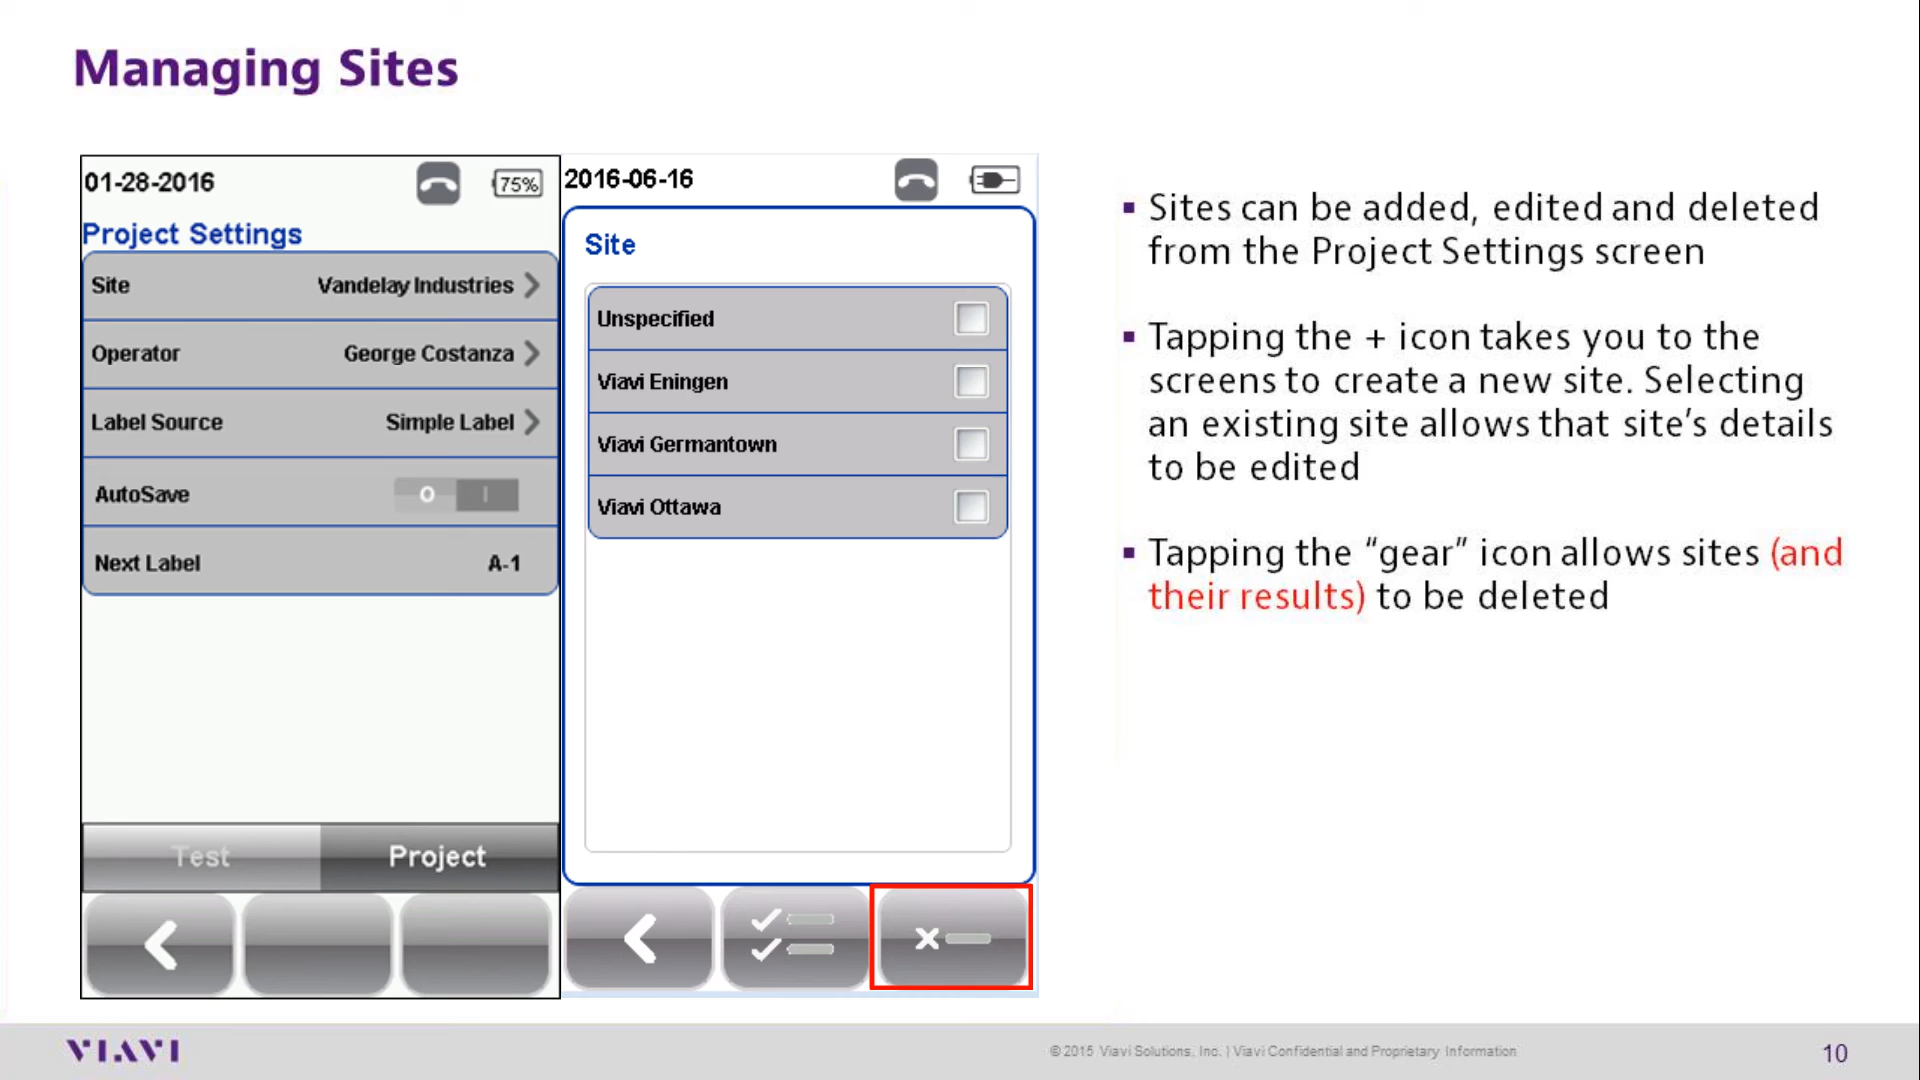 Managing Sites
01-28-2016
75%
Project Settings
Site Vandelay Industries
Operator George Costanza
Label Source Simple Label
AutoSave O I
Next Label A-1
Test Project
2016-06-16
Site
Unspecified
Viavi Eningen
Viavi Germantown
Viavi Ottawa
▪ Sites can be added, edited and deleted
from the Project Settings screen
▪ Tapping the + icon takes you to the
screens to create a new site. Selecting
an existing site allows that site’s details
to be edited
▪ Tapping the “gear” icon allows sites (and
their results) to be deleted
VIAVI
© 2015 Viavi Solutions, Inc. | Viavi Confidential and Proprietary Information
10